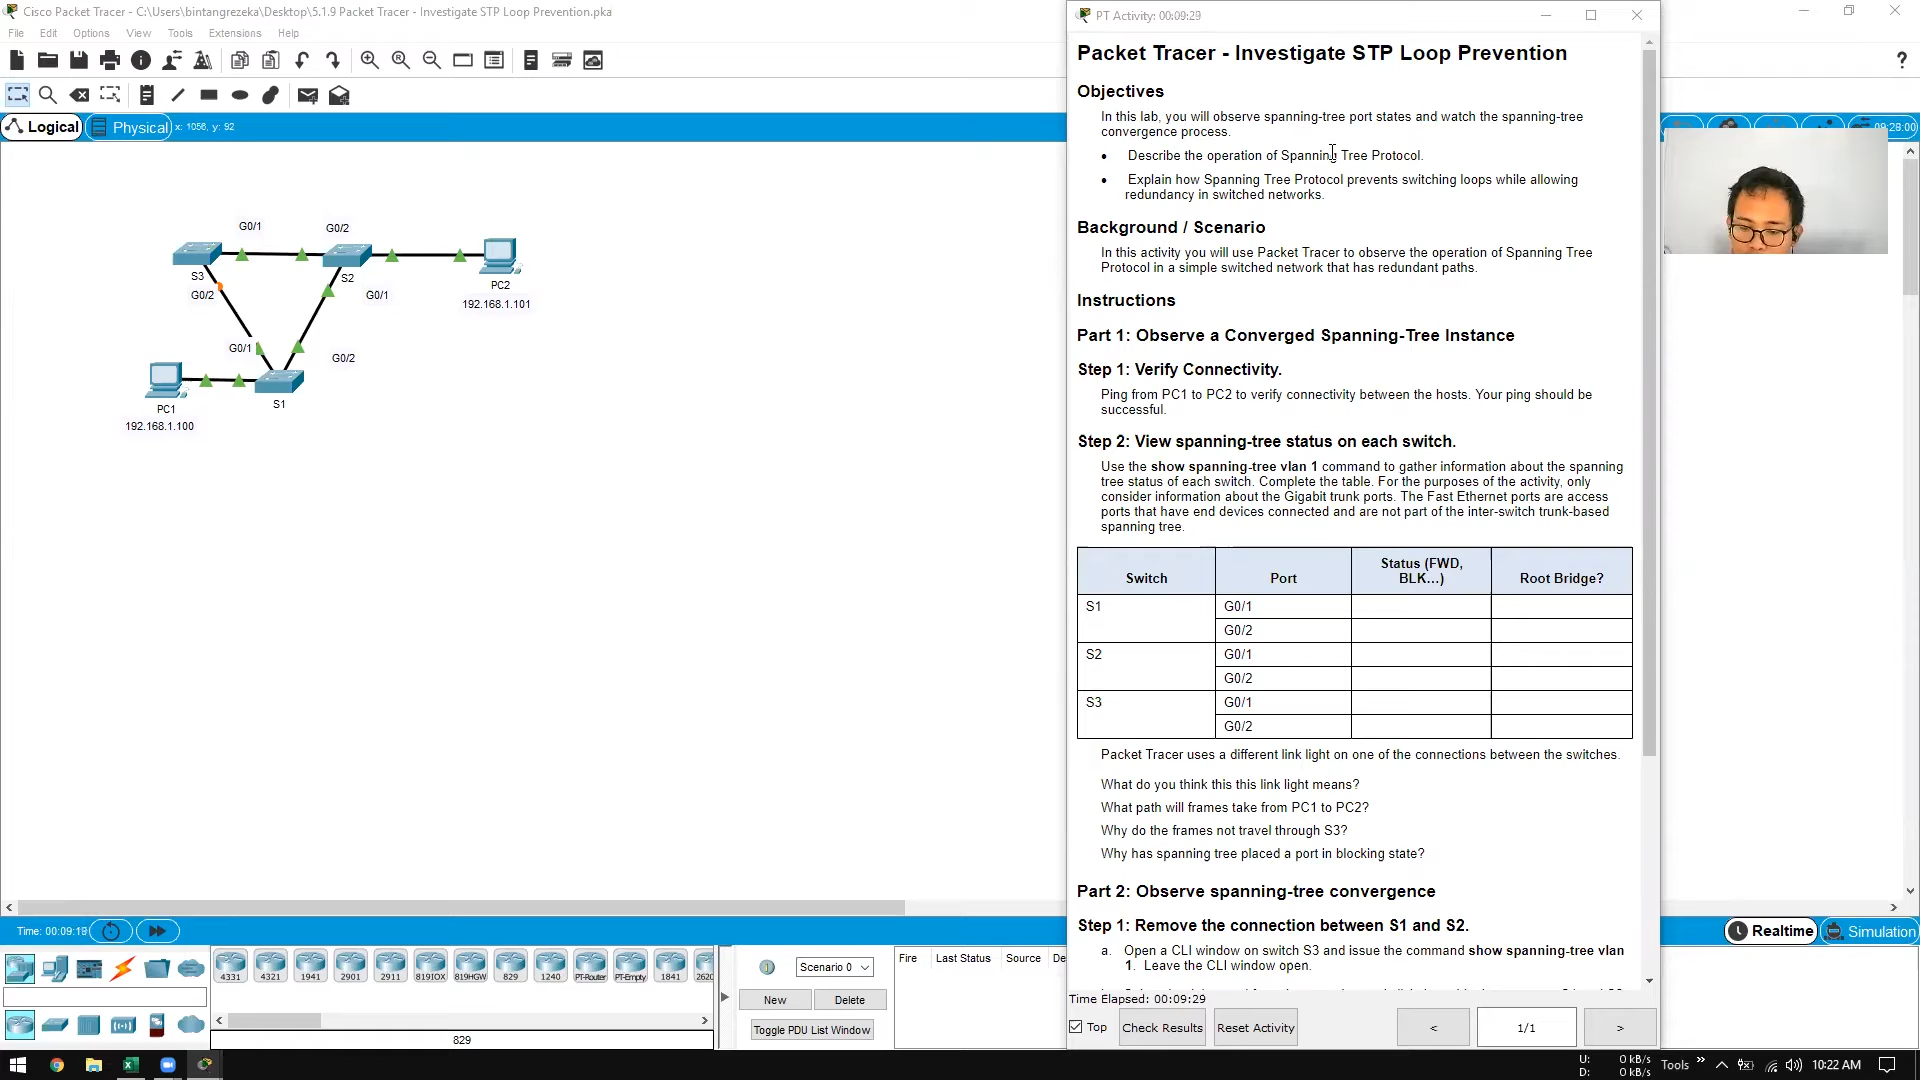 Cisco Packet Tracer - C:\Users\bintangrezeka\Desktop\5.1.9 Packet Tracer - Investigate STP Loop Prevention.pka
File Edit Options View Tools Extensions Help
Logical
Physical
x: 1056, y: 92
G0/1
G0/2
S3
G0/2
S2
G0/1
PC2
192.168.1.101
G0/1
G0/2
PC1
S1
192.168.1.100
PT Activity: 00:09:29
Packet Tracer - Investigate STP Loop Prevention
Objectives
In this lab, you will observe spanning-tree port states and watch the spanning-tree
convergence process.
• Describe the operation of Spanning Tree Protocol.
• Explain how Spanning Tree Protocol prevents switching loops while allowing
redundancy in switched networks.
Background / Scenario
In this activity you will use Packet Tracer to observe the operation of Spanning Tree
Protocol in a simple switched network that has redundant paths.
Instructions
Part 1: Observe a Converged Spanning-Tree Instance
Step 1: Verify Connectivity.
Ping from PC1 to PC2 to verify connectivity between the hosts. Your ping should be
successful.
Step 2: View spanning-tree status on each switch.
Use the show spanning-tree vlan 1 command to gather information about the spanning
tree status of each switch. Complete the table. For the purposes of the activity, only
consider information about the Gigabit trunk ports. The Fast Ethernet ports are access
ports that have end devices connected and are not part of the inter-switch trunk-based
spanning tree.
Switch Port Status (FWD, BLK...) Root Bridge?
S1 G0/1
G0/2
S2 G0/1
G0/2
S3 G0/1
G0/2
Packet Tracer uses a different link light on one of the connections between the switches.
What do you think this this link light means?
What path will frames take from PC1 to PC2?
Why do the frames not travel through S3?
Why has spanning tree placed a port in blocking state?
Part 2: Observe spanning-tree convergence
Step 1: Remove the connection between S1 and S2.
a. Open a CLI window on switch S3 and issue the command show spanning-tree vlan
1. Leave the CLI window open.
Time Elapsed: 00:09:29
Top
Check Results
Reset Activity
<
1/1
>
09:28:00
Time: 00:09:19
Realtime
Simulation
4331 4321 1941 2901 2911 819IOX 819HGW 829 1240 PT-Router PT-Empty 1841 2620
829
Scenario 0
New
Delete
Toggle PDU List Window
Fire Last Status Source De
U: 0 kB/s
D: 0 kB/s
Tools
10:22 AM